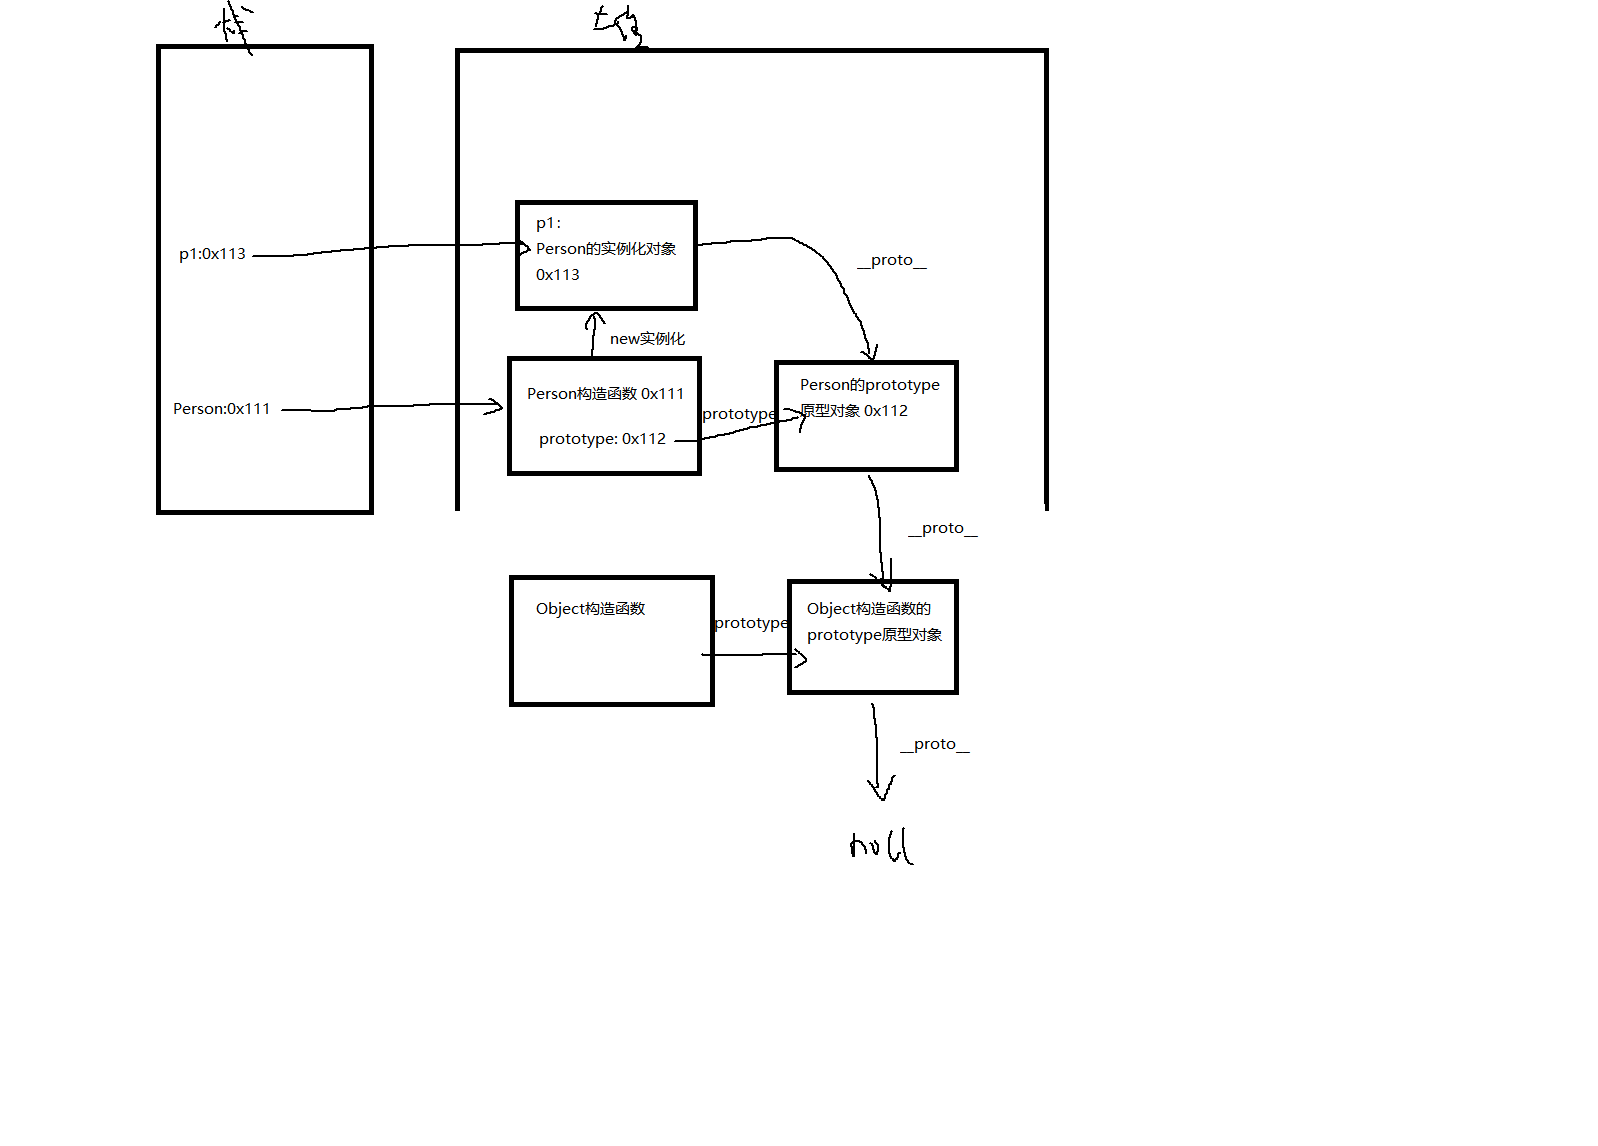 栈
堆
p1:
Person的实例化对象
0x113
p1:0x113
__proto__
new实例化
Person构造函数 0x111
prototype: 0x112
Person:0x111
prototype
Person的prototype
原型对象 0x112
__proto__
Object构造函数
prototype
Object构造函数的
prototype原型对象
__proto__
null